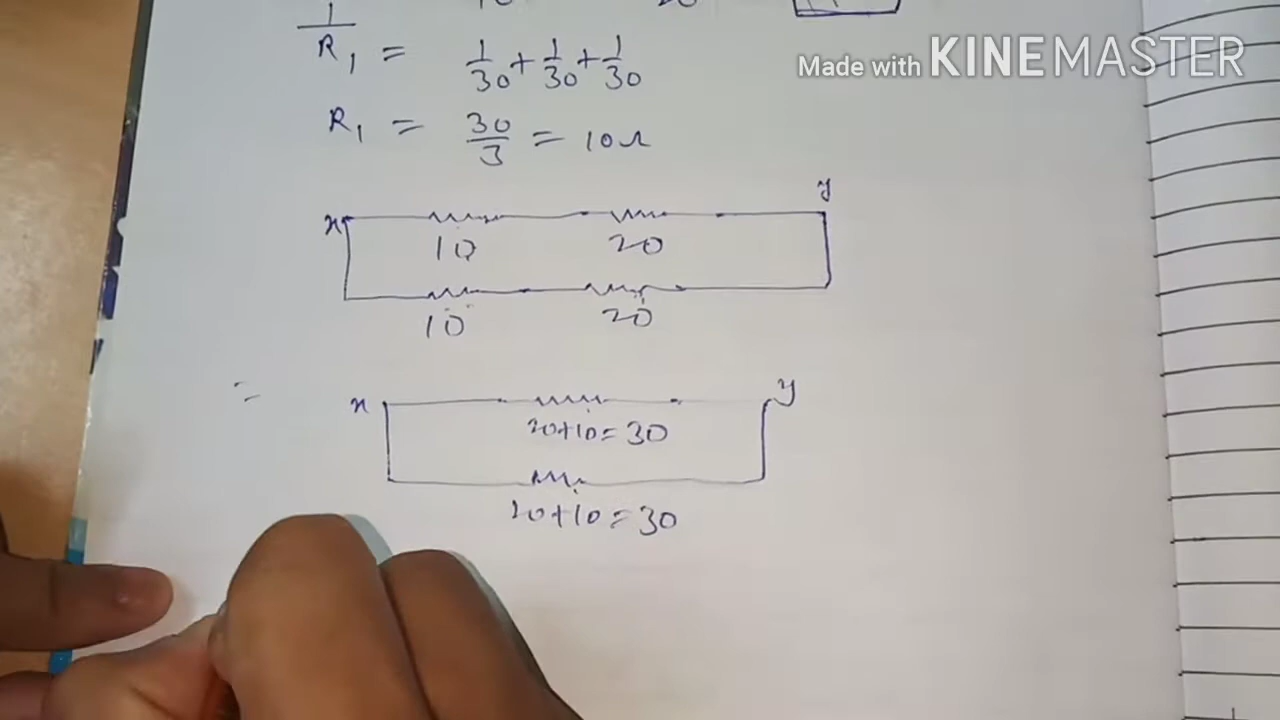 Made with KINEMASTER
1/R1 = 1/30 + 1/30 + 1/30
R1 = 30/3 = 10Ω
x y
10 20
10 20
= x y
20+10=30
20+10=30